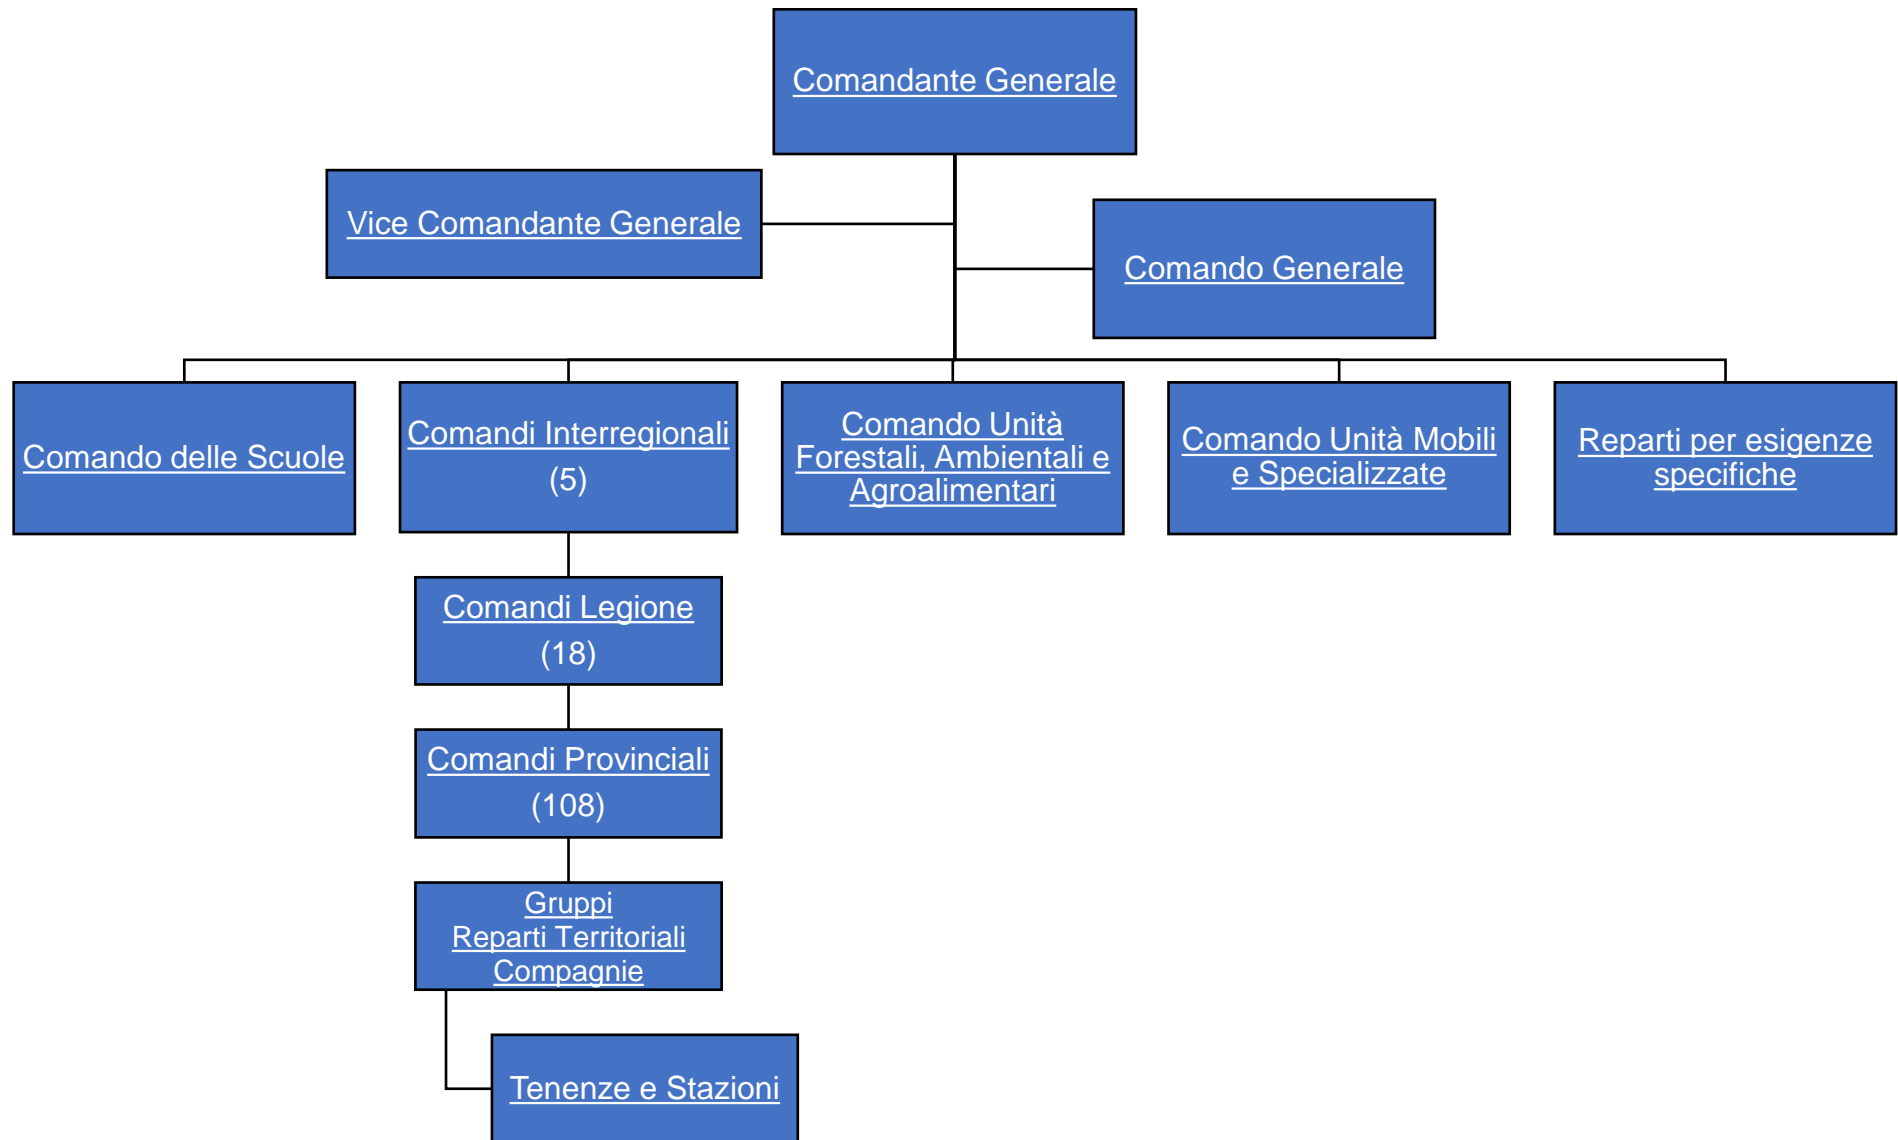 Comandante Generale
Vice Comandante Generale
Comando Generale
Comando delle Scuole
Comandi Interregionali
(5)
Comando Unità
Forestali, Ambientali e
Agroalimentari
Comando Unità Mobili
e Specializzate
Reparti per esigenze
specifiche
Comandi Legione
(18)
Comandi Provinciali
(108)
Gruppi
Reparti Territoriali
Compagnie
Tenenze e Stazioni